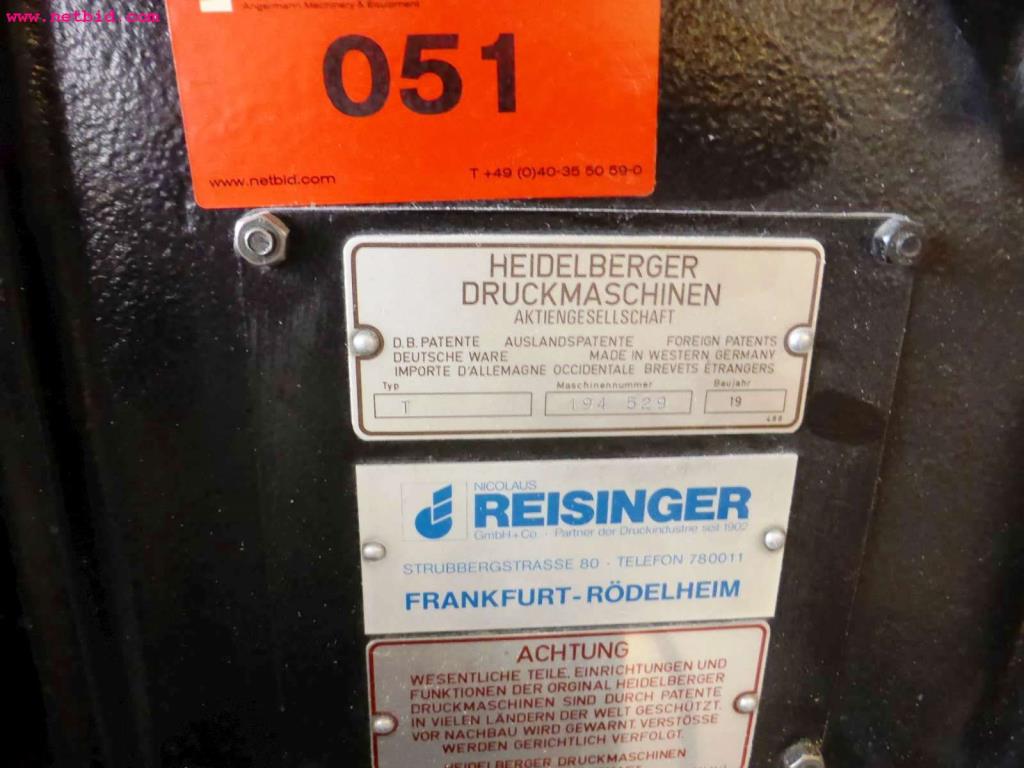 www.netbid.com
Angermann Machinery & Equipment
051
www.netbid.com T +49 (0)40-35 50 59-0
HEIDELBERGER
DRUCKMASCHINEN
AKTIENGESELLSCHAFT
D.B. PATENTE AUSLANDSPATENTE FOREIGN PATENTS
DEUTSCHE WARE MADE IN WESTERN GERMANY
IMPORTE D'ALLEMAGNE OCCIDENTALE BREVETS ÉTRANGERS
Typ Maschinennummer Baujahr
T 194 529 19
NICOLAUS
REISINGER
GmbH+Co. · Partner der Druckindustrie seit 1902
STRUBBERGSTRASSE 80 · TELEFON 780011
FRANKFURT-RÖDELHEIM
ACHTUNG
WESENTLICHE TEILE, EINRICHTUNGEN UND
FUNKTIONEN DER ORGINAL HEIDELBERGER
DRUCKMASCHINEN SIND DURCH PATENTE
IN VIELEN LÄNDERN DER WELT GESCHÜTZT.
VOR NACHBAU WIRD GEWARNT. VERSTÖSSE
WERDEN GERICHTLICH VERFOLGT.
HEIDELBERGER DRUCKMASCHINEN